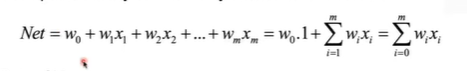 Net = w₀ + w₁x₁ + w₂x₂ + ... + wₘxₘ = w₀.1 + ∑ᵢ₌₁ᵐ wᵢxᵢ = ∑ᵢ₌₀ᵐ wᵢxᵢ